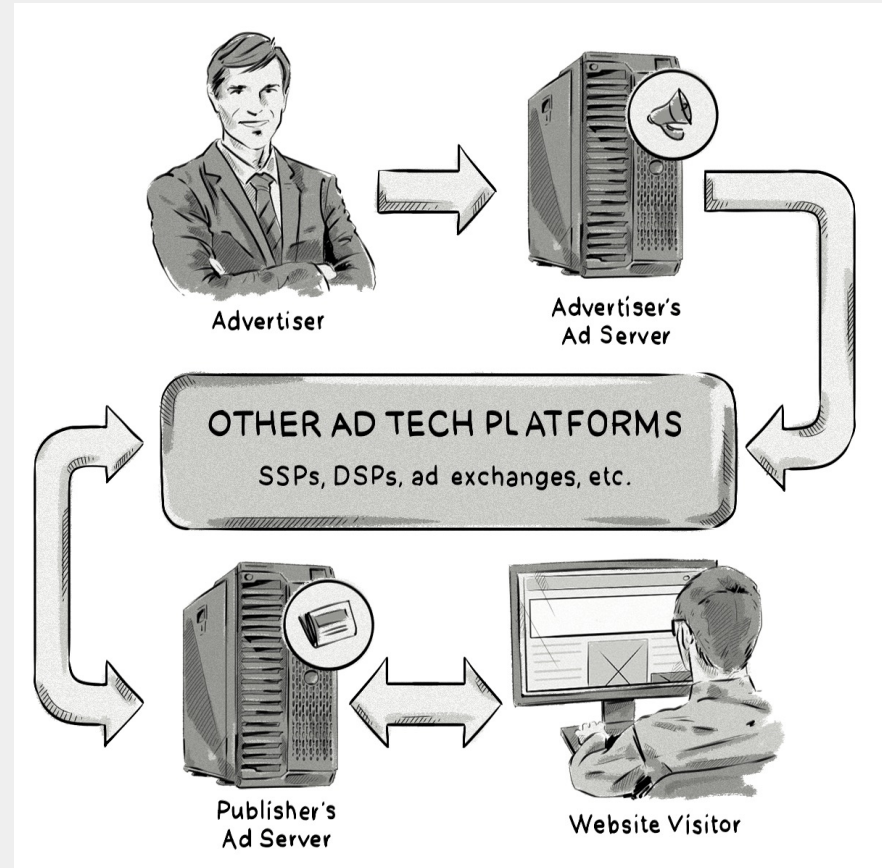 Advertiser
Advertiser's
Ad Server
OTHER AD TECH PLATFORMS
SSPs, DSPs, ad exchanges, etc.
Publisher's
Ad Server
Website Visitor